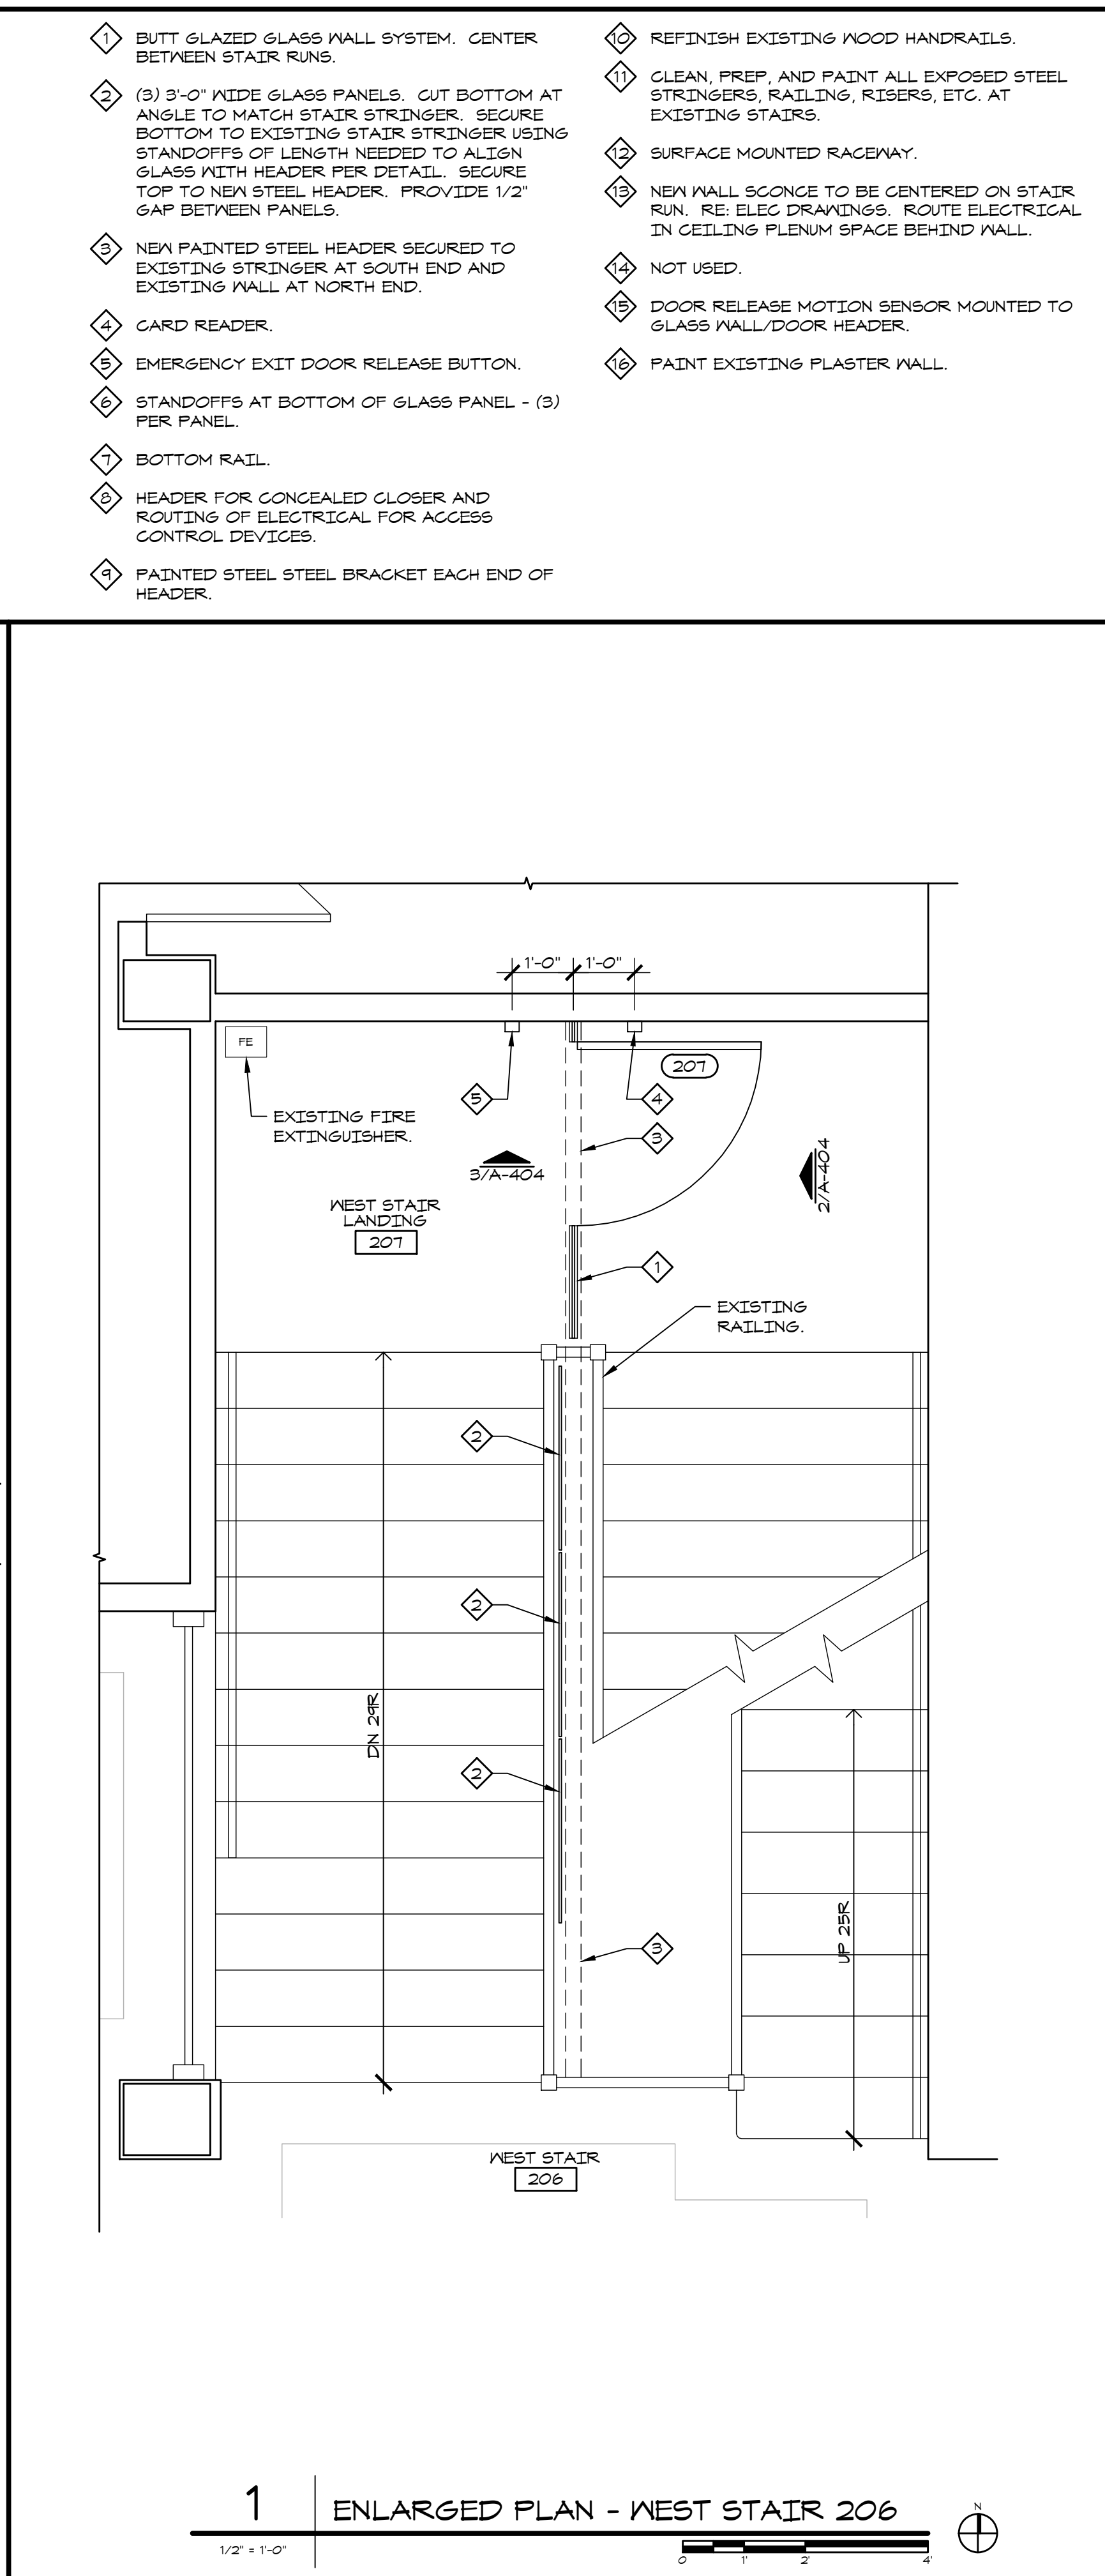 1 BUTT GLAZED GLASS WALL SYSTEM. CENTER
BETWEEN STAIR RUNS.
2 (3) 3'-0" WIDE GLASS PANELS. CUT BOTTOM AT
ANGLE TO MATCH STAIR STRINGER. SECURE
BOTTOM TO EXISTING STAIR STRINGER USING
STANDOFFS OF LENGTH NEEDED TO ALIGN
GLASS WITH HEADER PER DETAIL. SECURE
TOP TO NEW STEEL HEADER. PROVIDE 1/2"
GAP BETWEEN PANELS.
3 NEW PAINTED STEEL HEADER SECURED TO
EXISTING STRINGER AT SOUTH END AND
EXISTING WALL AT NORTH END.
4 CARD READER.
5 EMERGENCY EXIT DOOR RELEASE BUTTON.
6 STANDOFFS AT BOTTOM OF GLASS PANEL - (3)
PER PANEL.
7 BOTTOM RAIL.
8 HEADER FOR CONCEALED CLOSER AND
ROUTING OF ELECTRICAL FOR ACCESS
CONTROL DEVICES.
9 PAINTED STEEL STEEL BRACKET EACH END OF
HEADER.
10 REFINISH EXISTING WOOD HANDRAILS.
11 CLEAN, PREP, AND PAINT ALL EXPOSED STEEL
STRINGERS, RAILING, RISERS, ETC. AT
EXISTING STAIRS.
12 SURFACE MOUNTED RACEWAY.
13 NEW WALL SCONCE TO BE CENTERED ON STAIR
RUN. RE: ELEC DRAWINGS. ROUTE ELECTRICAL
IN CEILING PLENUM SPACE BEHIND WALL.
14 NOT USED.
15 DOOR RELEASE MOTION SENSOR MOUNTED TO
GLASS WALL/DOOR HEADER.
16 PAINT EXISTING PLASTER WALL.
1'-0" 1'-0"
FE
207
5
4
EXISTING FIRE
EXTINGUISHER.
3
3/A-404
2/A-404
WEST STAIR
LANDING
207
1
EXISTING
RAILING.
2
2
DN 29R
2
UP 25R
3
WEST STAIR
206
1 ENLARGED PLAN - WEST STAIR 206
1/2" = 1'-0"
0 1' 2' 4'
N